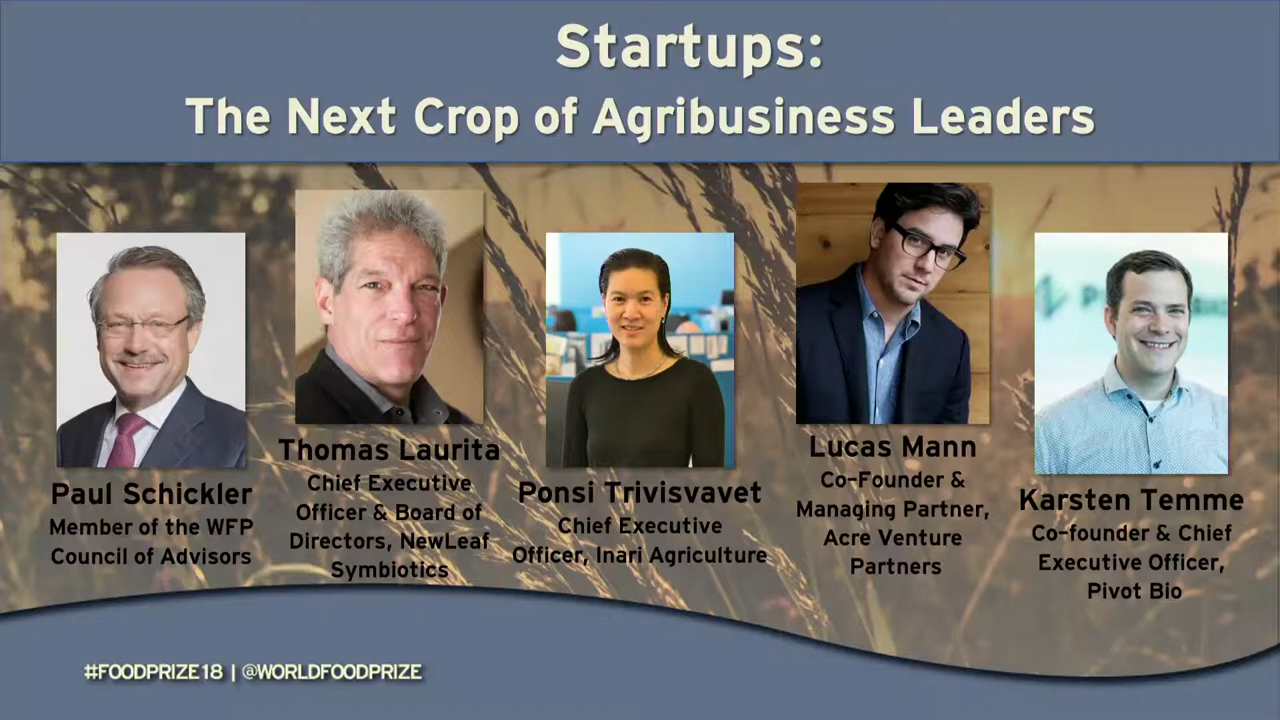 Startups:
The Next Crop of Agribusiness Leaders
Paul Schickler
Member of the WFP
Council of Advisors
Thomas Laurita
Chief Executive
Officer & Board of
Directors, NewLeaf
Symbiotics
Ponsi Trivisvavet
Chief Executive
Officer, Inari Agriculture
Lucas Mann
Co-Founder &
Managing Partner,
Acre Venture
Partners
Karsten Temme
Co-founder & Chief
Executive Officer,
Pivot Bio
#FOODPRIZE18 | @WORLDFOODPRIZE